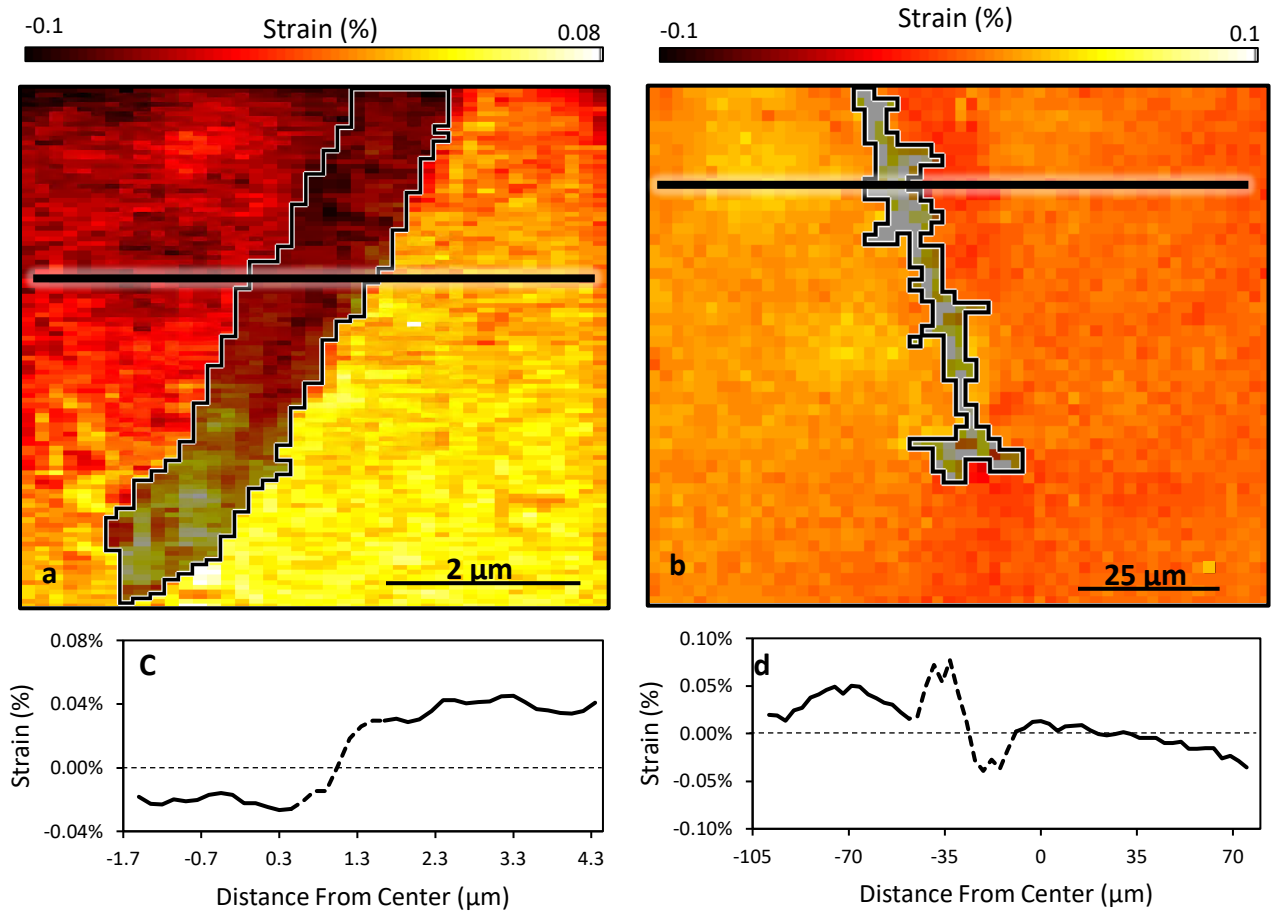 Strain (%)
-0.1
0.08
Strain (%)
-0.1
0.1
a
2 µm
b
25 µm
0.08%
0.04%
0.00%
-0.04%
Strain (%)
C
-1.7 -0.7 0.3 1.3 2.3 3.3 4.3
Distance From Center (µm)
0.10%
0.05%
0.00%
-0.05%
-0.10%
Strain (%)
d
-105 -70 -35 0 35 70
Distance From Center (µm)